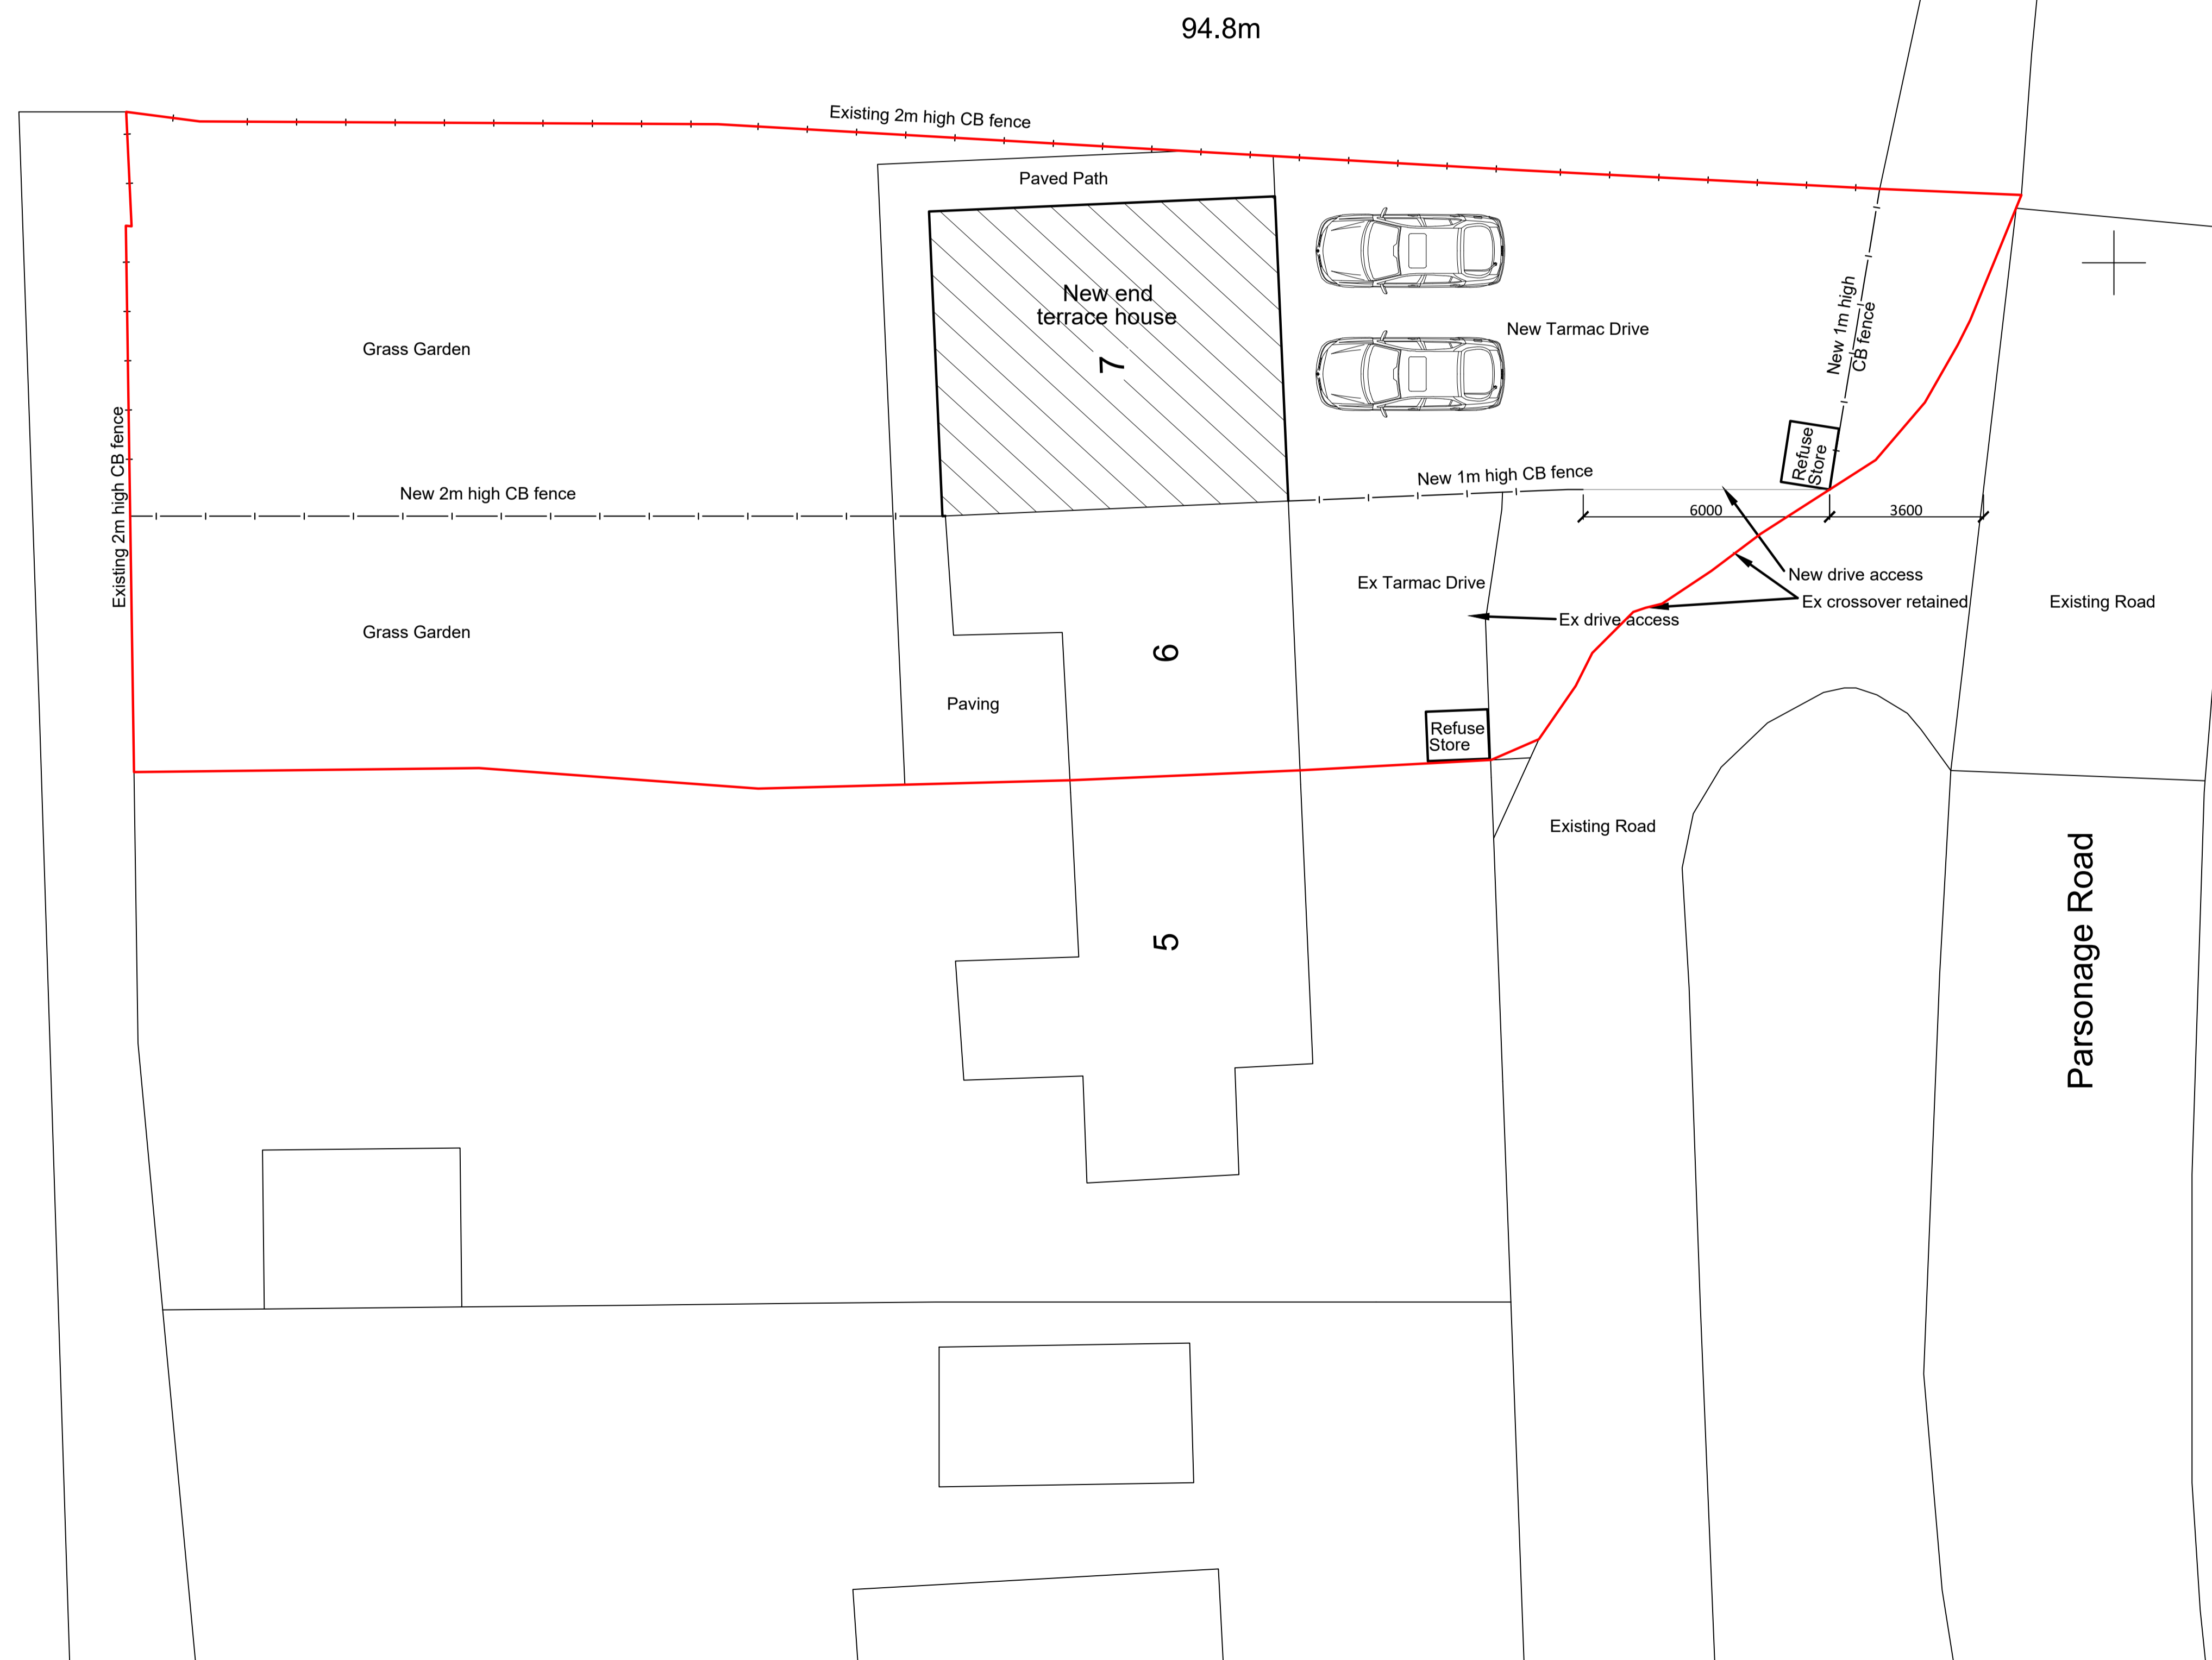 94.8m
Existing 2m high CB fence
Paved Path
New end
terrace house
7
New Tarmac Drive
New 1m high
CB fence
Grass Garden
Refuse
Store
Existing 2m high CB fence
New 2m high CB fence
New 1m high CB fence
6000
3600
New drive access
Ex crossover retained
Ex drive access
Ex Tarmac Drive
Existing Road
Grass Garden
6
Paving
Refuse
Store
Existing Road
5
Parsonage Road